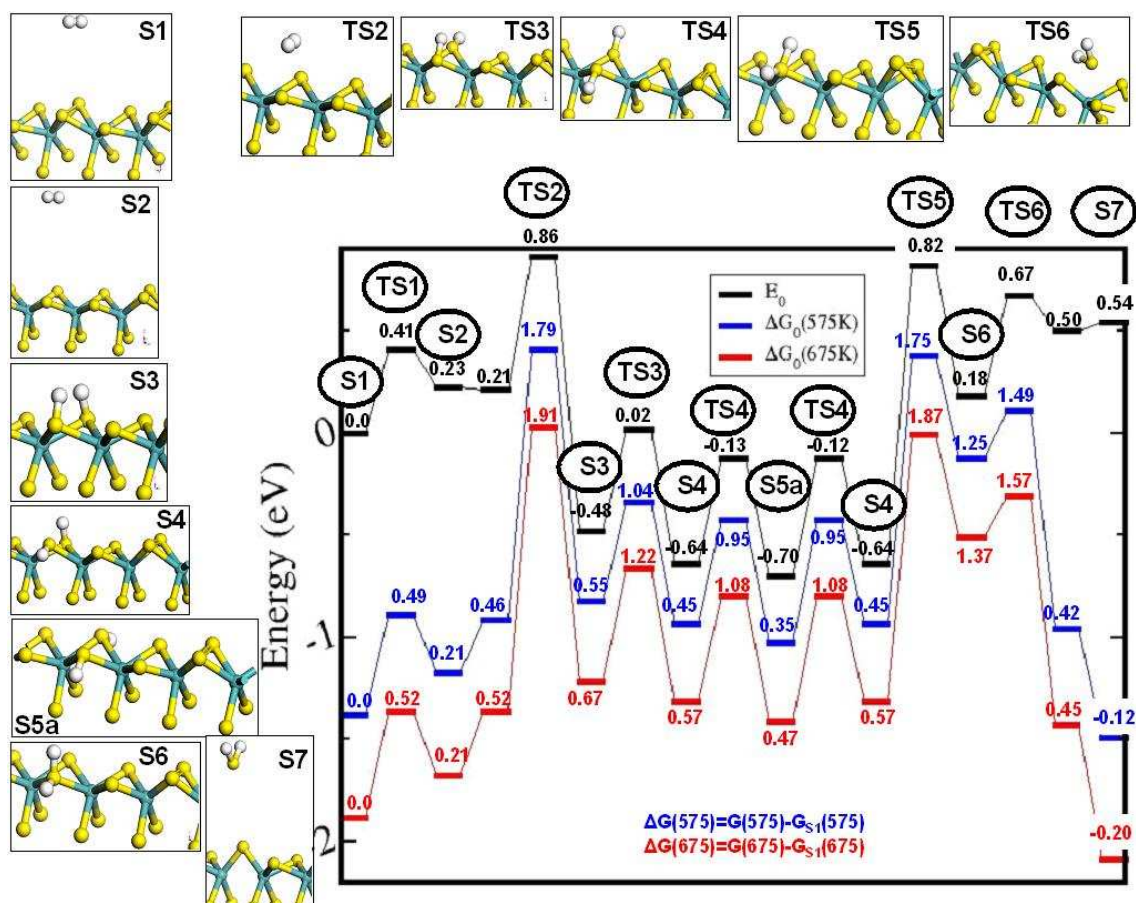 S1
TS2
TS3
TS4
TS5
TS6
S2
S3
S4
S5a
S6
S7
TS1
0.41
S1
0.0
S2
0.23
0.21
TS2
0.86
S3
-0.48
TS3
0.02
S4
-0.64
TS4
-0.13
S5a
-0.70
TS4
-0.12
S4
-0.64
TS5
0.82
S6
0.18
TS6
0.67
0.50
S7
0.54
E0
ΔG0(575K)
ΔG0(675K)
0.0
0.49
0.21
0.46
1.79
0.55
1.04
0.45
0.95
0.35
0.95
0.45
1.75
1.25
1.49
0.42
-0.12
0.0
0.52
0.21
0.52
1.91
0.67
1.22
0.57
1.08
0.47
1.08
0.57
1.87
1.37
1.57
0.45
-0.20
Energy (eV)
0
-1
2
ΔG(575)=G(575)-GS1(575)
ΔG(675)=G(675)-GS1(675)